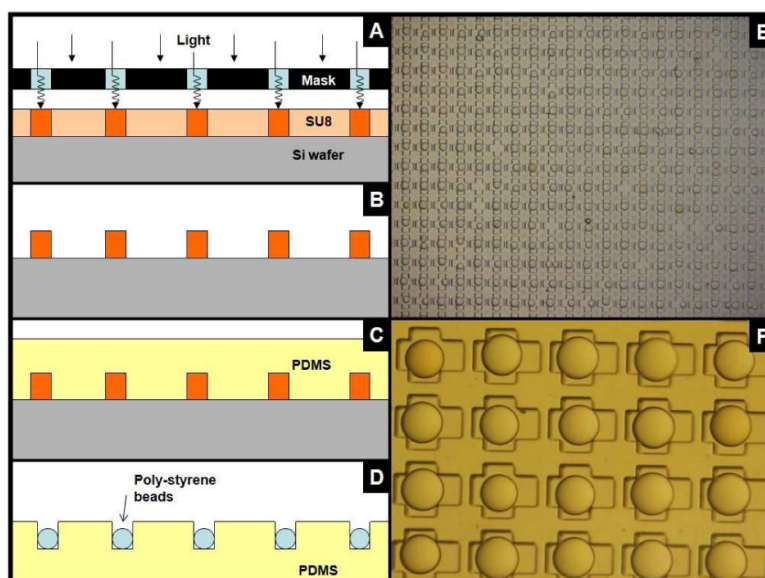 A
Light
Mask
SU8
Si wafer
B
C
PDMS
D
Poly-styrene
beads
PDMS
E
F